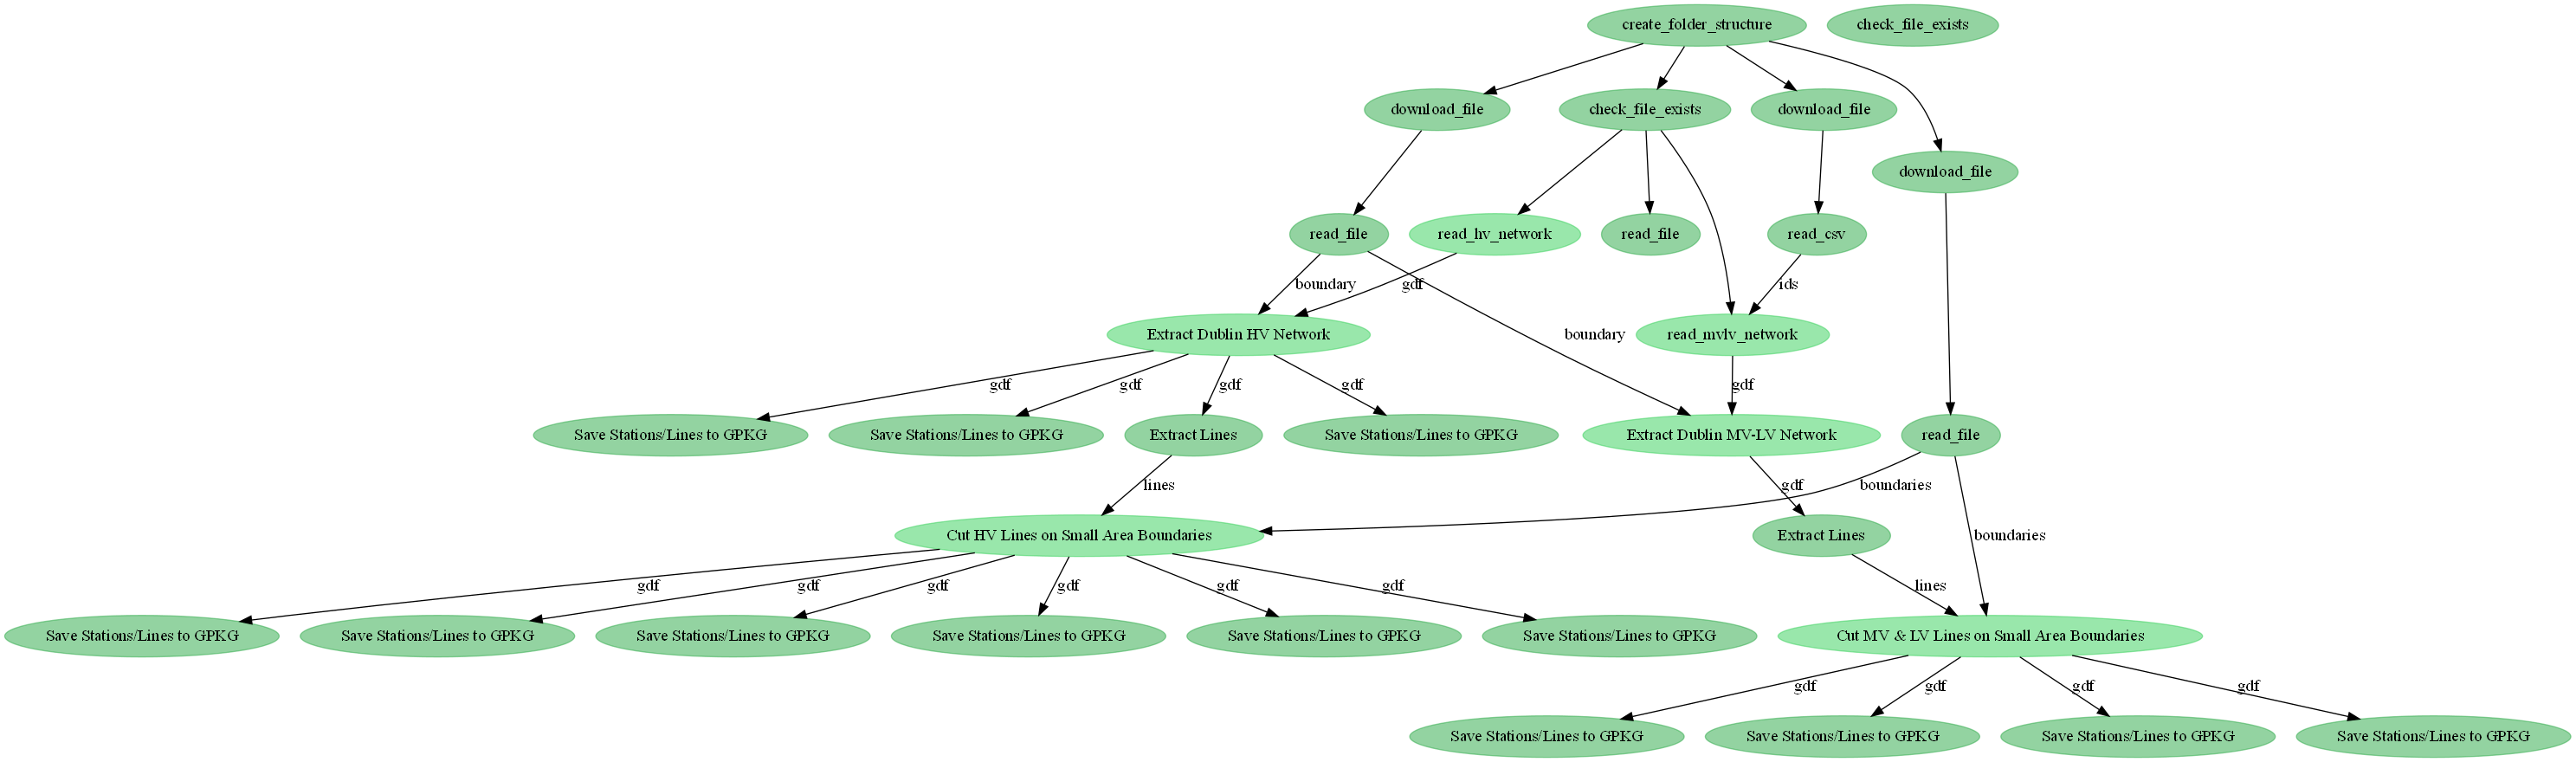 create_folder_structure
check_file_exists
download_file
check_file_exists
download_file
download_file
read_file
read_hv_network
read_file
read_csv
boundary
gdf
ids
Extract Dublin HV Network
boundary
read_mvlv_network
gdf
gdf
gdf
gdf
gdf
Save Stations/Lines to GPKG
Save Stations/Lines to GPKG
Extract Lines
Save Stations/Lines to GPKG
Extract Dublin MV-LV Network
read_file
lines
gdf
boundaries
Cut HV Lines on Small Area Boundaries
Extract Lines
boundaries
gdf
gdf
gdf
gdf
gdf
gdf
lines
Save Stations/Lines to GPKG
Save Stations/Lines to GPKG
Save Stations/Lines to GPKG
Save Stations/Lines to GPKG
Save Stations/Lines to GPKG
Save Stations/Lines to GPKG
Cut MV & LV Lines on Small Area Boundaries
gdf
gdf
gdf
gdf
Save Stations/Lines to GPKG
Save Stations/Lines to GPKG
Save Stations/Lines to GPKG
Save Stations/Lines to GPKG